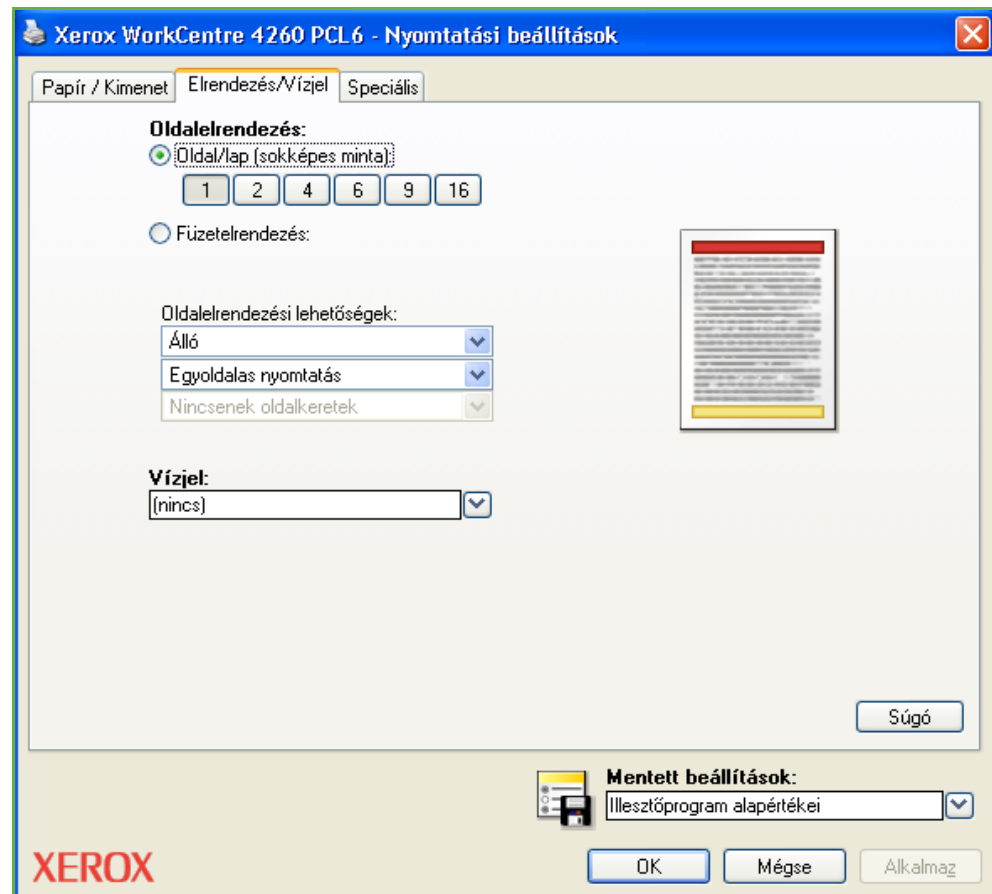 Xerox WorkCentre 4260 PCL6 - Nyomtatási beállítások
Papír / Kimenet Elrendezés/Vízjel Speciális
Oldalelrendezés:
Oldal/lap (sokképes minta):
1 2 4 6 9 16
Füzetelrendezés:
Oldalelrendezési lehetőségek:
Álló
Egyoldalas nyomtatás
Nincsenek oldalkeretek
Vízjel:
(nincs)
Súgó
Mentett beállítások:
Illesztőprogram alapértékei
XEROX OK Mégse Alkalmaz